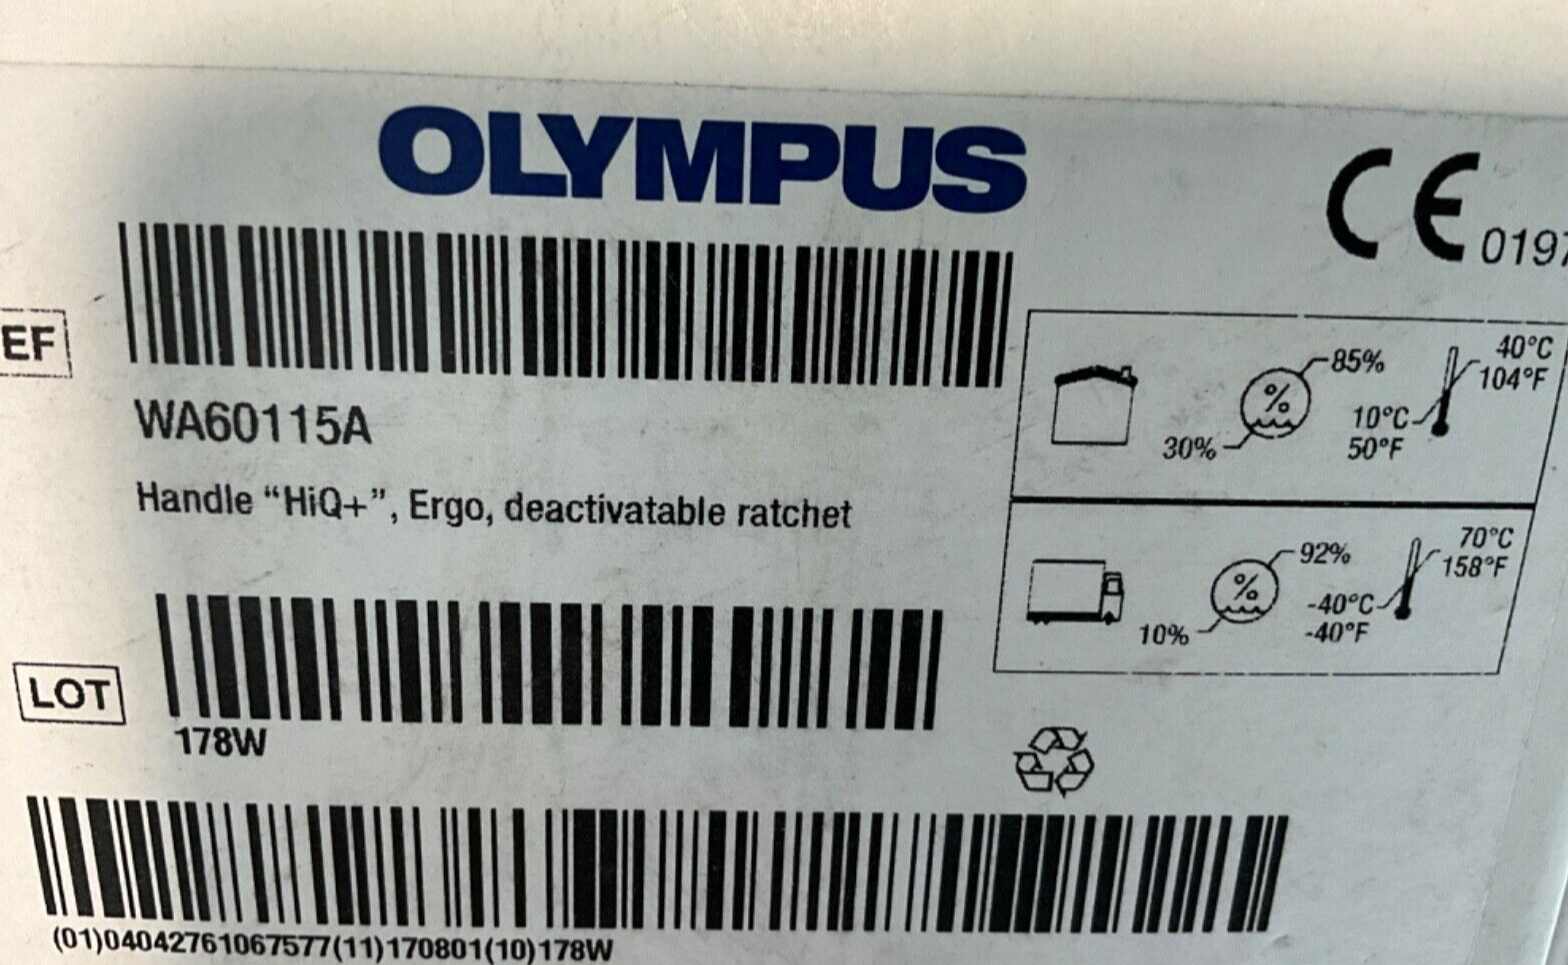 OLYMPUS
CE 0197
EF
WA60115A
Handle “HiQ+”, Ergo, deactivatable ratchet
85%
%
30%
40°C
104°F
10°C
50°F
92%
%
10%
70°C
158°F
-40°C
-40°F
LOT
178W
(01)04042761067577(11)170801(10)178W